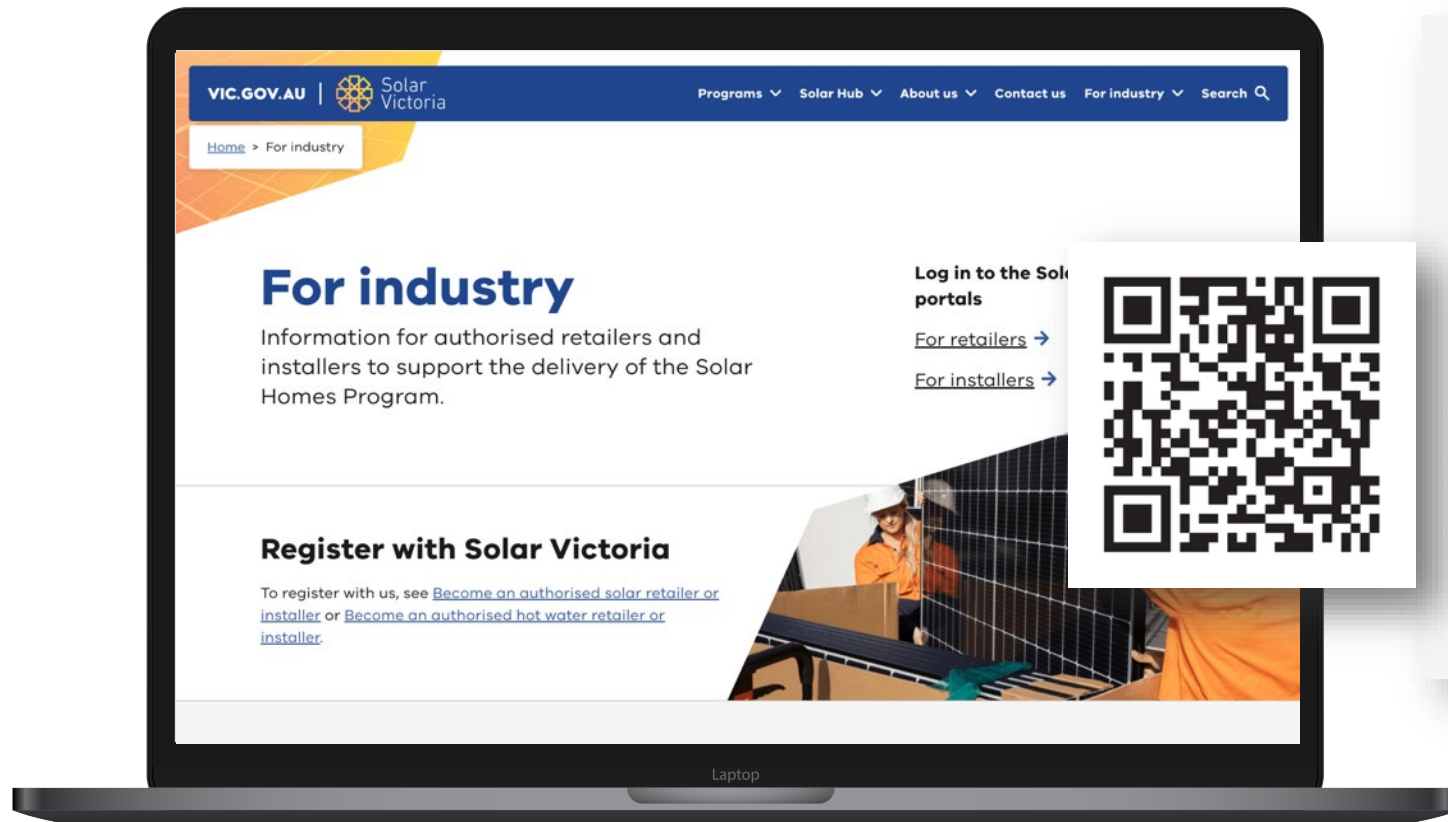 VIC.GOV.AU | Solar Victoria
Programs Solar Hub About us Contact us For industry Search
Home > For industry
For industry
Information for authorised retailers and
installers to support the delivery of the Solar
Homes Program.
Log in to the
portals
For retailers →
For installers →
Register with Solar Victoria
To register with us, see Become an authorised solar retailer or
installer or Become an authorised hot water retailer or
installer.
Laptop